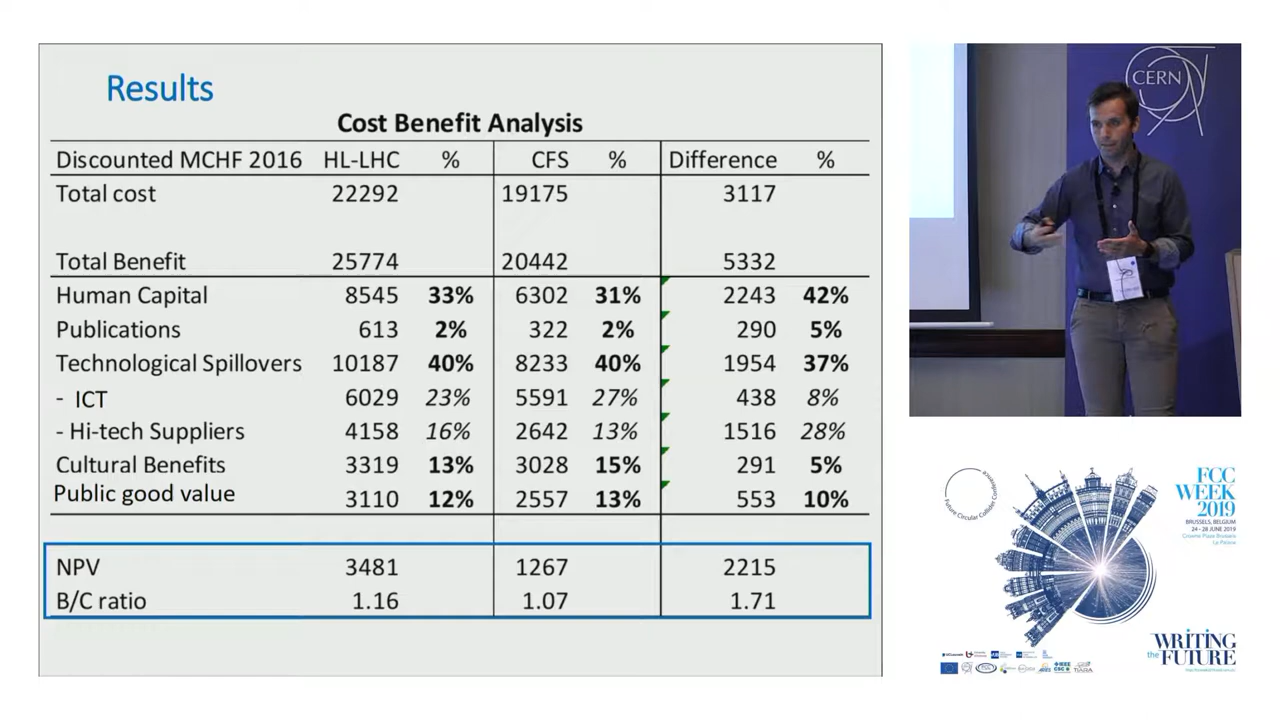 Results
Cost Benefit Analysis
Discounted MCHF 2016 HL-LHC % CFS % Difference %
Total cost 22292 19175 3117
Total Benefit 25774 20442 5332
Human Capital 8545 33% 6302 31% 2243 42%
Publications 613 2% 322 2% 290 5%
Technological Spillovers 10187 40% 8233 40% 1954 37%
- ICT 6029 23% 5591 27% 438 8%
- Hi-tech Suppliers 4158 16% 2642 13% 1516 28%
Cultural Benefits 3319 13% 3028 15% 291 5%
Public good value 3110 12% 2557 13% 553 10%
NPV 3481 1267 2215
B/C ratio 1.16 1.07 1.71
CERN
Future Circular Collider Conference
FCC
WEEK
2019
BRUSSELS, BELGIUM
24 - 28 JUNE 2019
Crowne Plaza Brussels
Le Palace
WRITING
the FUTURE